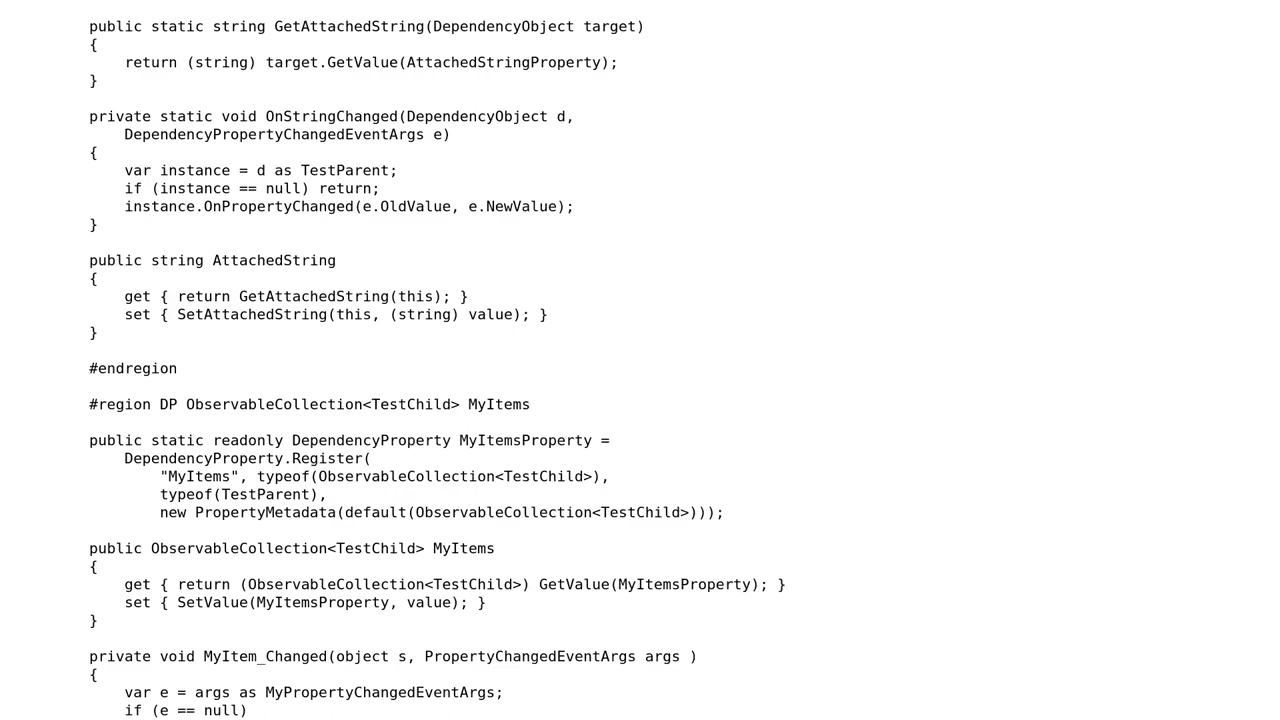 public static string GetAttachedString(DependencyObject target)
{
    return (string) target.GetValue(AttachedStringProperty);
}

private static void OnStringChanged(DependencyObject d,
    DependencyPropertyChangedEventArgs e)
{
    var instance = d as TestParent;
    if (instance == null) return;
    instance.OnPropertyChanged(e.OldValue, e.NewValue);
}

public string AttachedString
{
    get { return GetAttachedString(this); }
    set { SetAttachedString(this, (string) value); }
}

#endregion

#region DP ObservableCollection<TestChild> MyItems

public static readonly DependencyProperty MyItemsProperty =
    DependencyProperty.Register(
        "MyItems", typeof(ObservableCollection<TestChild>),
        typeof(TestParent),
        new PropertyMetadata(default(ObservableCollection<TestChild>)));

public ObservableCollection<TestChild> MyItems
{
    get { return (ObservableCollection<TestChild>) GetValue(MyItemsProperty); }
    set { SetValue(MyItemsProperty, value); }
}

private void MyItem_Changed(object s, PropertyChangedEventArgs args )
{
    var e = args as MyPropertyChangedEventArgs;
    if (e == null)